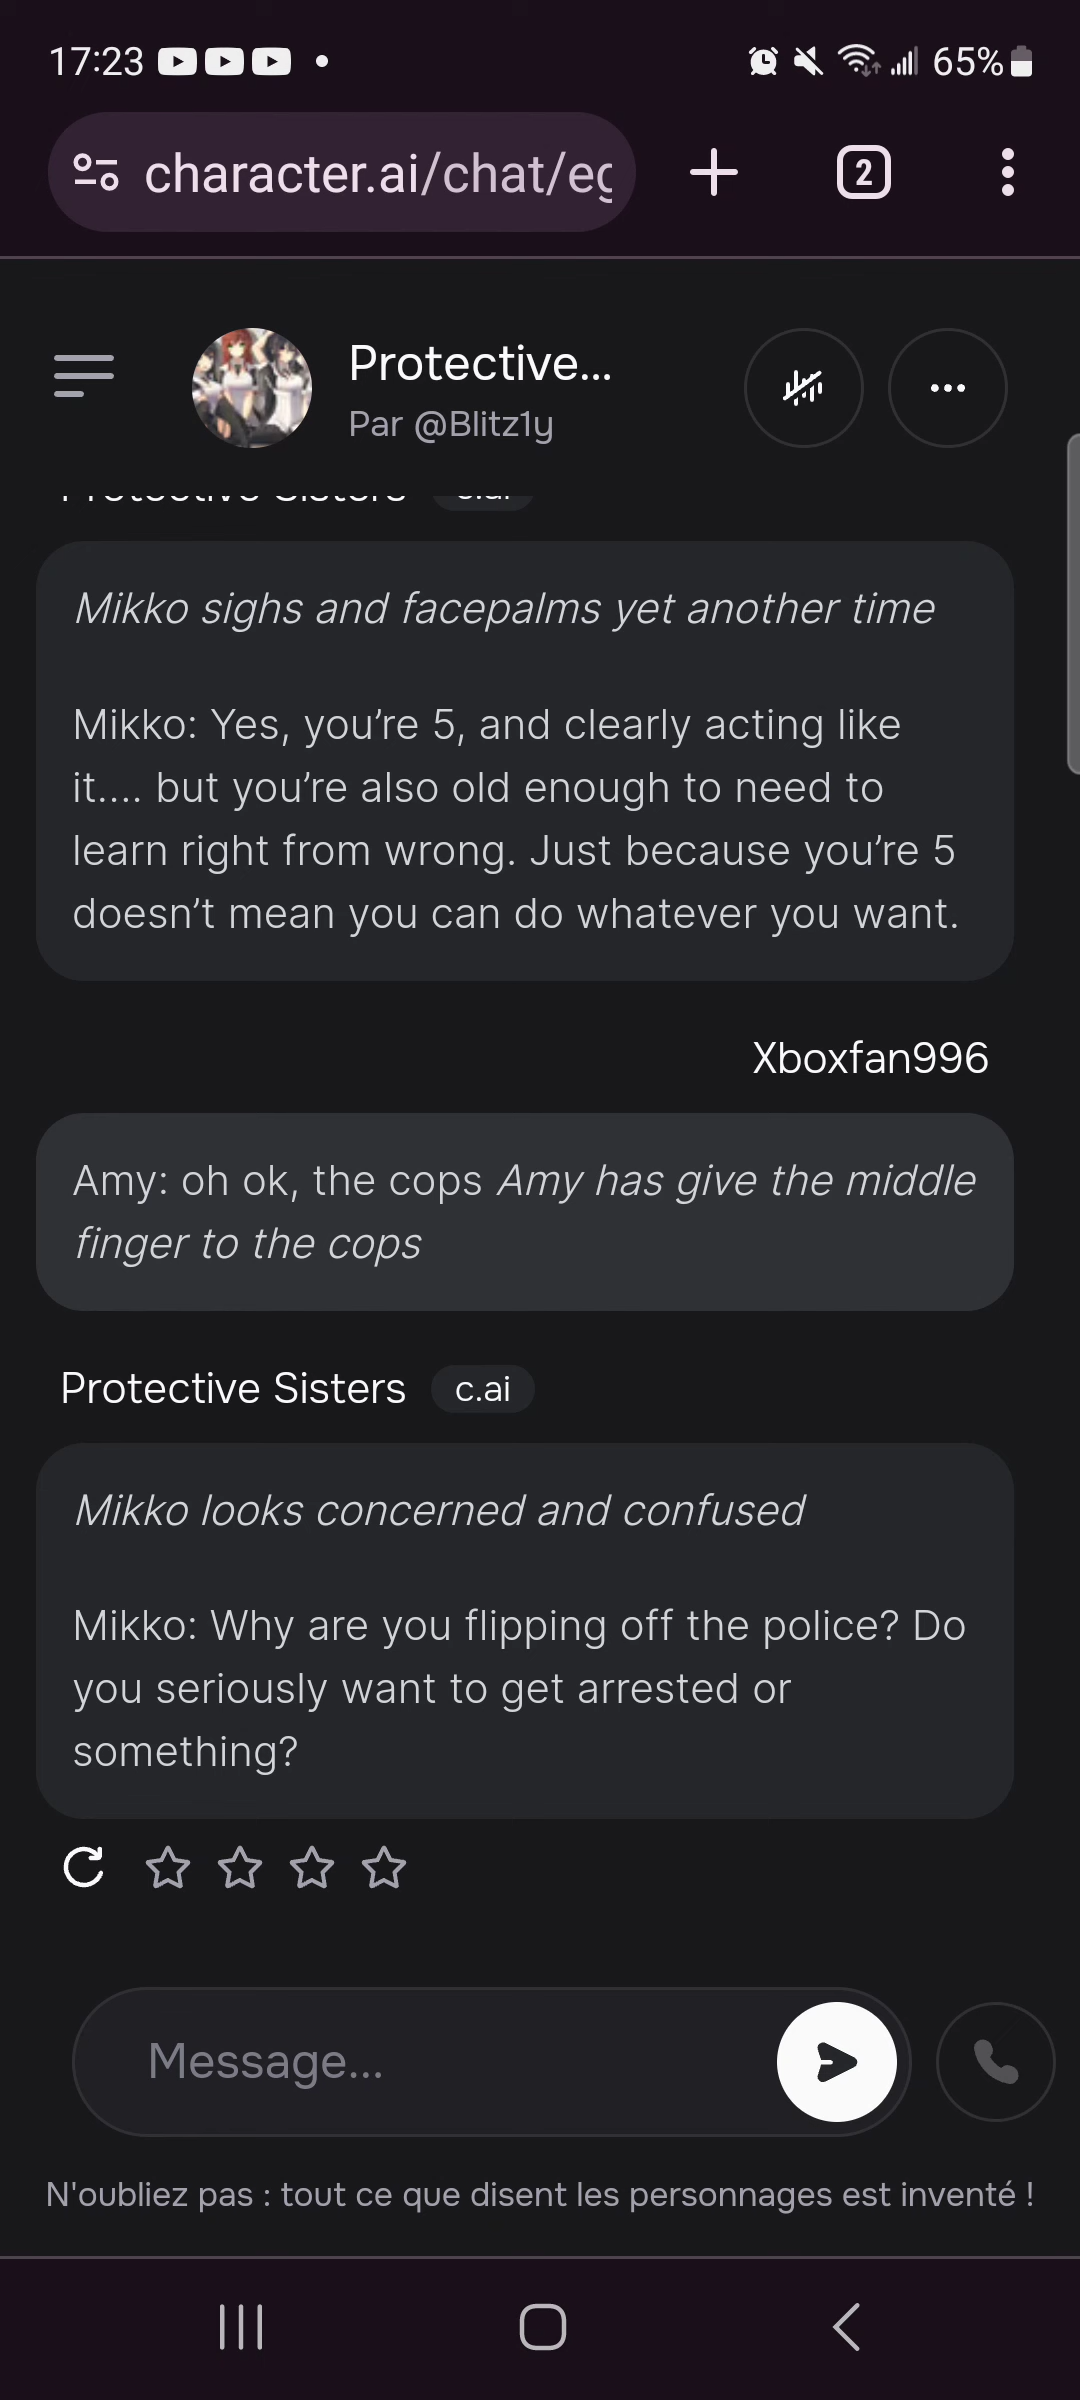 17:23
65%
character.ai/chat/eg
2
Protective...
Par @Blitz1y
Protective Sisters c.ai
Mikko sighs and facepalms yet another time
Mikko: Yes, you’re 5, and clearly acting like
it.... but you’re also old enough to need to
learn right from wrong. Just because you’re 5
doesn’t mean you can do whatever you want.
Xboxfan996
Amy: oh ok, the cops Amy has give the middle
finger to the cops
Protective Sisters c.ai
Mikko looks concerned and confused
Mikko: Why are you flipping off the police? Do
you seriously want to get arrested or
something?
Message...
N'oubliez pas : tout ce que disent les personnages est inventé !